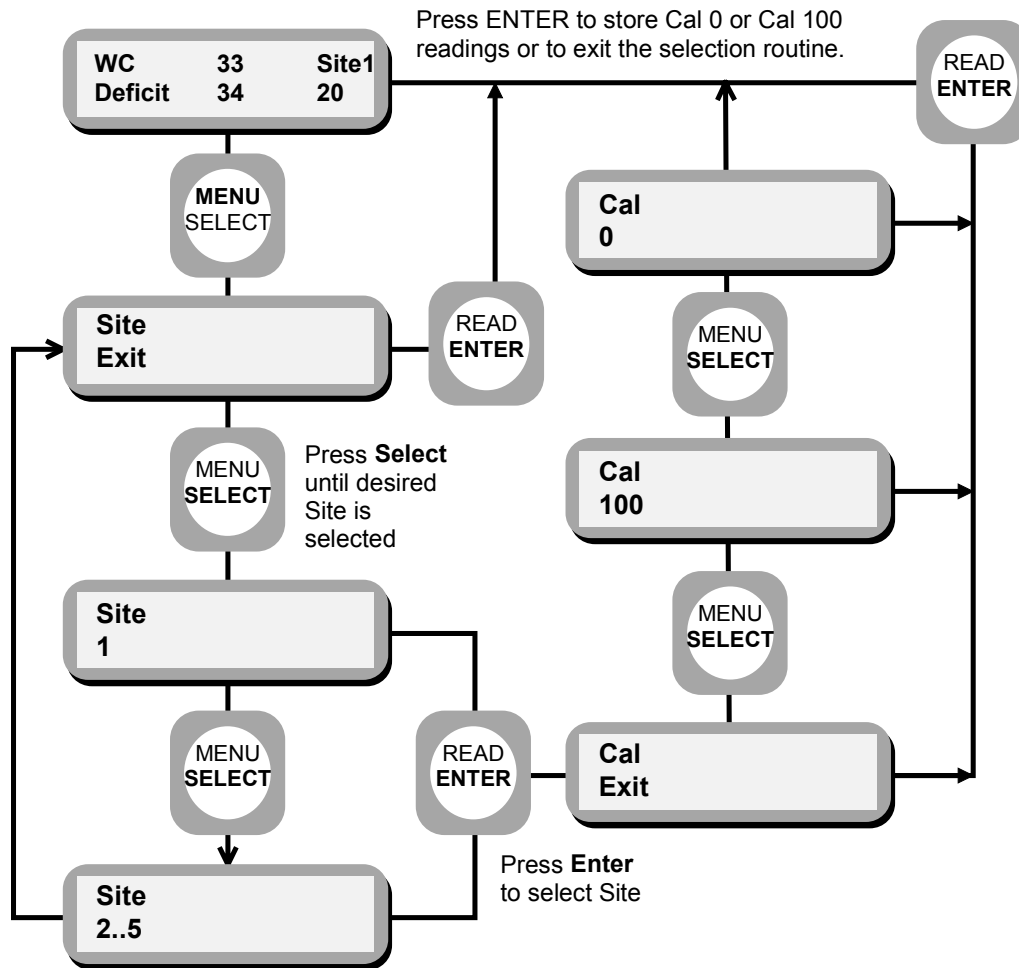 Press ENTER to store Cal 0 or Cal 100
readings or to exit the selection routine.
WC 33 Site1
Deficit 34 20
READ
ENTER
MENU
SELECT
Cal
0
Site
Exit
READ
ENTER
MENU
SELECT
MENU
SELECT
Press Select
until desired
Site is
selected
Cal
100
Site
1
MENU
SELECT
MENU
SELECT
READ
ENTER
Cal
Exit
Press Enter
to select Site
Site
2..5